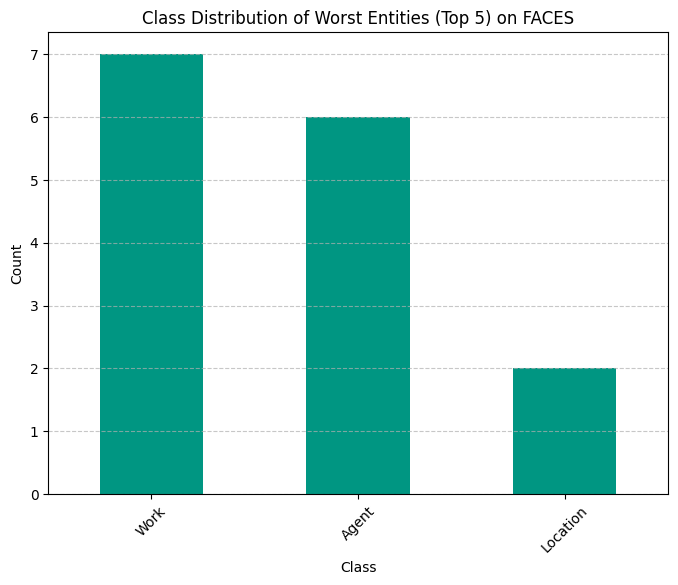 Class Distribution of Worst Entities (Top 5) on FACES
Count
7
6
5
4
3
2
1
0
Work
Agent
Location
Class